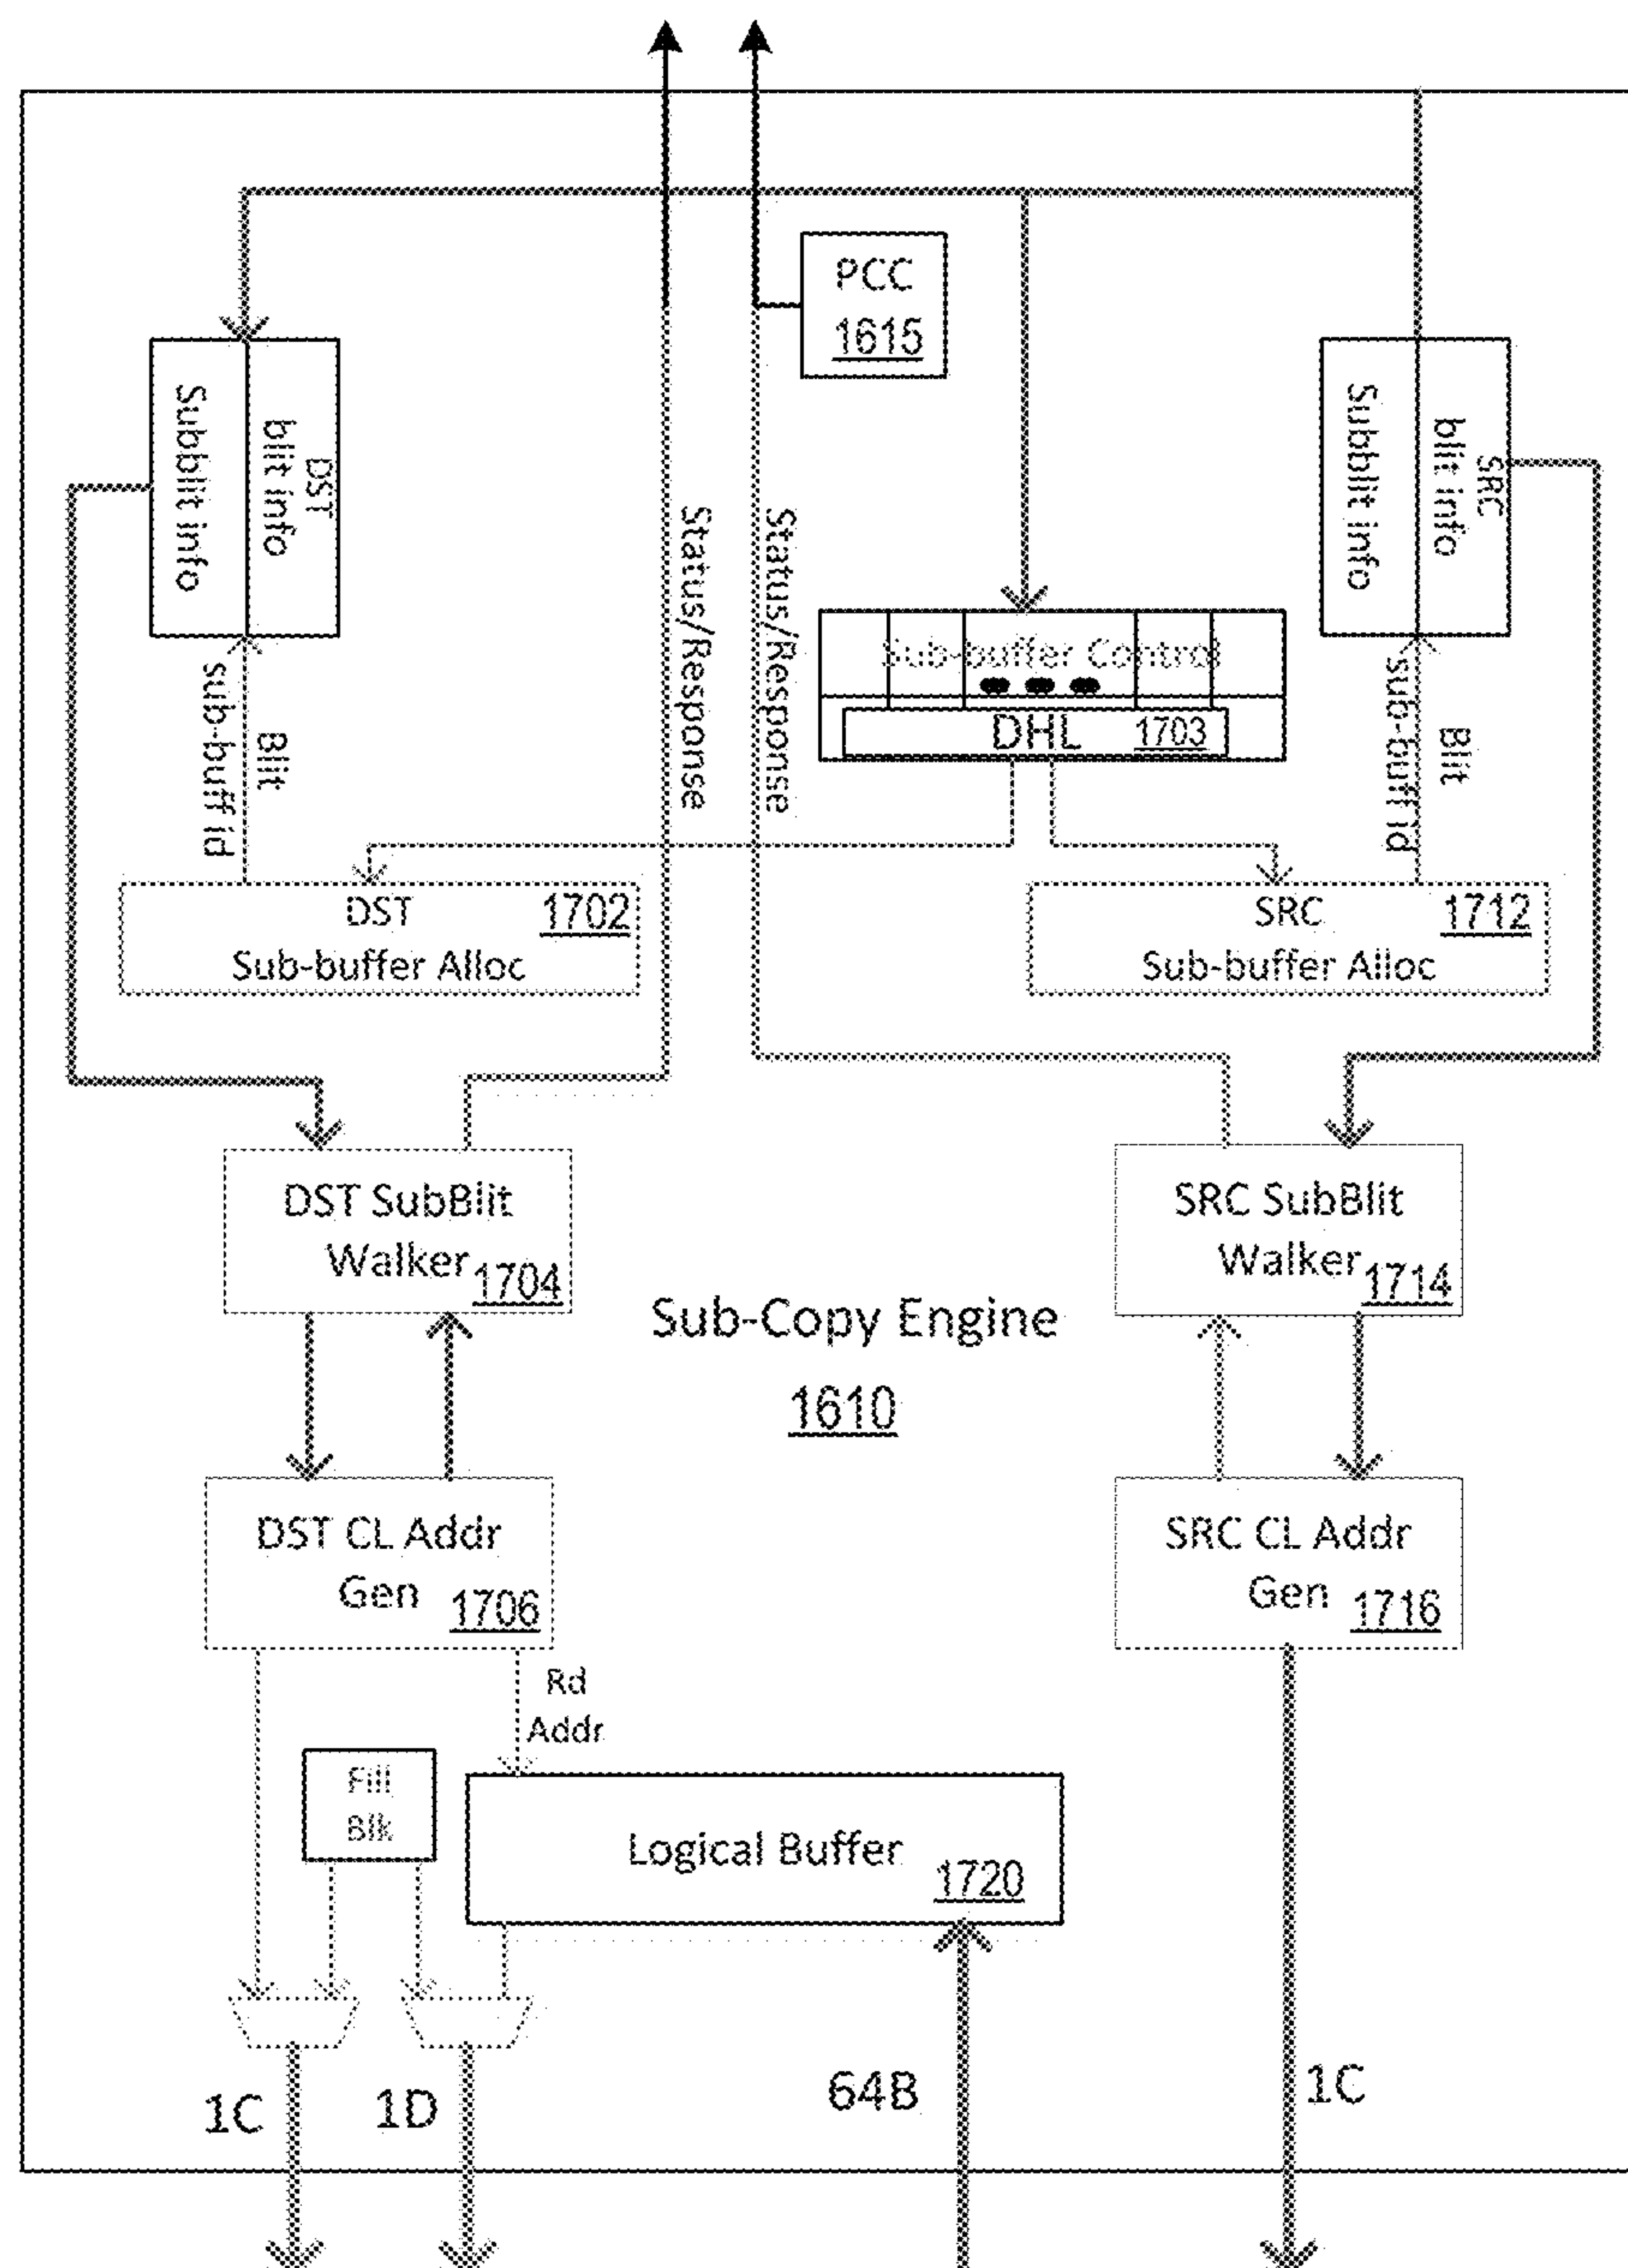 PCC
1615
DST
blit info
Subblit info
SRC
blit info
Subblit info
Status/Response
Status/Response
Sub-buffer Control
DHL 1703
Blit
sub-buff id
Blit
sub-buff id
DST 1702
Sub-buffer Alloc
SRC 1712
Sub-buffer Alloc
DST SubBlit
Walker 1704
SRC SubBlit
Walker 1714
Sub-Copy Engine
1610
DST CL Addr
Gen 1706
SRC CL Addr
Gen 1716
Rd
Addr
Fill
Blk
Logical Buffer
1720
1C
1D
64B
1C